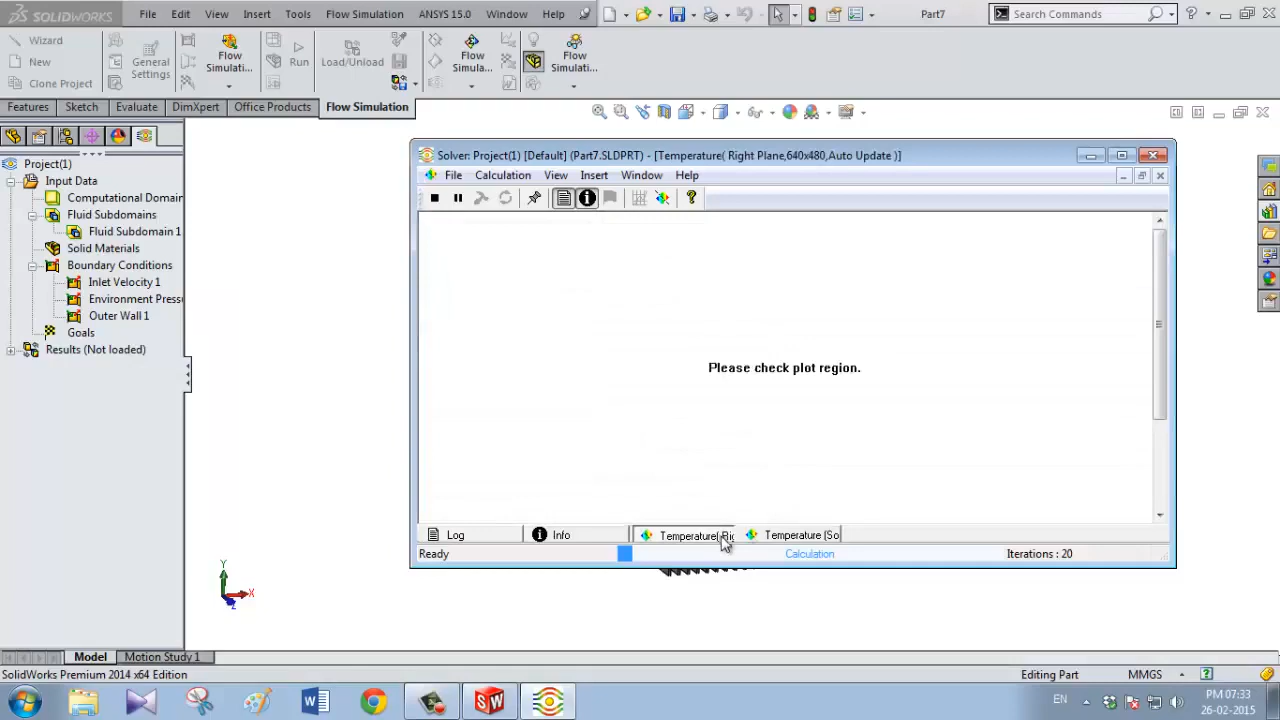 SOLIDWORKS File Edit View Insert Tools Flow Simulation ANSYS 15.0 Window Help Part7 Search Commands
Wizard
New
Clone Project
General Settings
Flow Simulati...
Run
Load/Unload
Flow Simula...
Flow Simulati...
Features Sketch Evaluate DimXpert Office Products Flow Simulation
Project(1)
Input Data
Computational Domain
Fluid Subdomains
Fluid Subdomain 1
Solid Materials
Boundary Conditions
Inlet Velocity 1
Environment Pressu
Outer Wall 1
Goals
Results (Not loaded)
Solver: Project(1) [Default] (Part7.SLDPRT) - [Temperature( Right Plane,640x480,Auto Update )]
File Calculation View Insert Window Help
Please check plot region.
Log Info Temperature( Rig Temperature (So
Ready Calculation Iterations : 20
Y
X
Z
Model Motion Study 1
SolidWorks Premium 2014 x64 Edition Editing Part MMGS
EN PM 07:33
26-02-2015